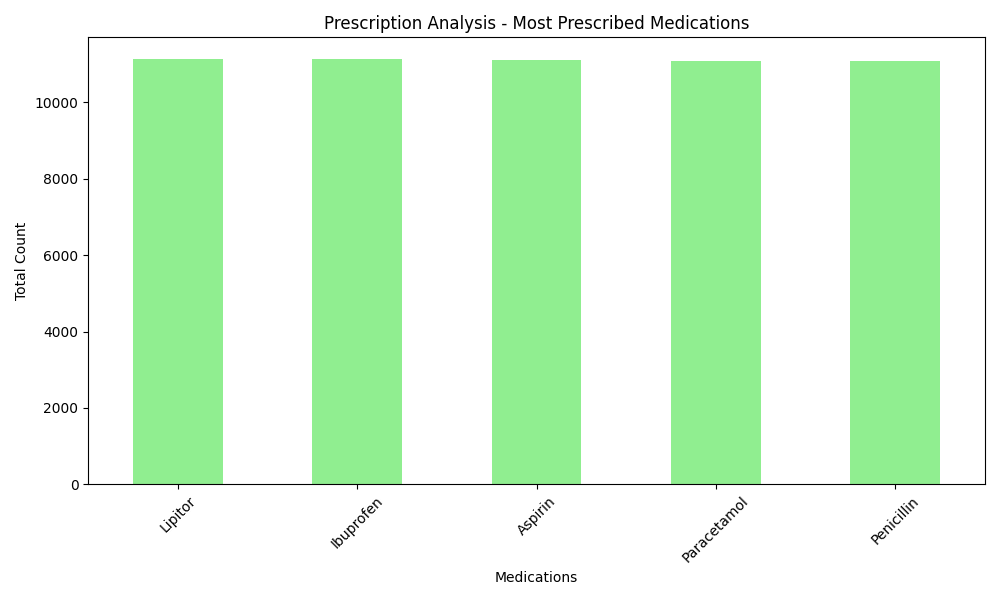 Prescription Analysis - Most Prescribed Medications
Total Count
10000
8000
6000
4000
2000
0
Lipitor
Ibuprofen
Aspirin
Paracetamol
Penicillin
Medications